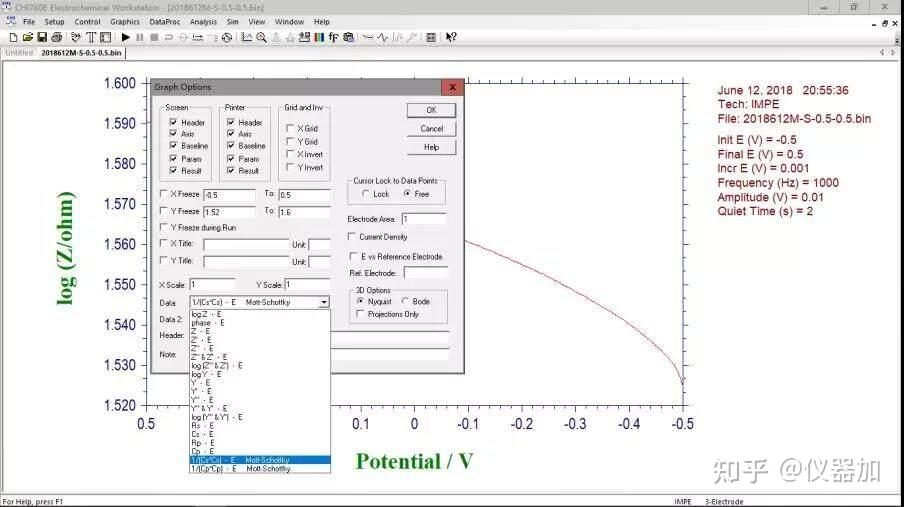 CHI760E Electrochemical Workstation - [2018612M-S-0.5-0.5.bin]
File Setup Control Graphics DataProc Analysis Sim View Window Help
Untitled 2018612M-S-0.5-0.5.bin
1.600
1.590
1.580
1.570
1.560
1.550
1.540
1.530
1.520
log (Z/ohm)
0.5
0
-0.1
-0.2
-0.3
-0.4
-0.5
Potential / V
Graph Options
Screen
Header
Axis
Baseline
Param
Result
Printer
Header
Axis
Baseline
Param
Result
Grid and Inv
X Grid
Y Grid
X Invert
Y Invert
OK
Cancel
Help
X Freeze -0.5 To: 0.5
Y Freeze 1.52 To: 1.6
Y Freeze during Run
X Title: Unit:
Y Title: Unit:
X Scale: 1 Y Scale: 1
Cursor Lock to Data Points
Lock Free
Electrode Area: 1
Current Density
E vs Reference Electrode
Ref. Electrode:
3D Options
Nyquist Bode
Projections Only
Data: 1/(Cs*Cs) - E Mott-Schottky
Data 2:
Header:
Note:
log Z - E
phase - E
Z - E
Z' - E
Z'' - E
Z'' & Z' - E
log (Z'' & Z') - E
log Y - E
Y - E
Y' - E
Y'' - E
Y'' & Y' - E
log (Y'' & Y') - E
Rs - E
Cs - E
Rp - E
Cp - E
1/(Cs*Cs) - E Mott-Schottky
1/(Cp*Cp) - E Mott-Schottky
June 12, 2018 20:55:36
Tech: IMPE
File: 2018612M-S-0.5-0.5.bin
Init E (V) = -0.5
Final E (V) = 0.5
Incr E (V) = 0.001
Frequency (Hz) = 1000
Amplitude (V) = 0.01
Quiet Time (s) = 2
知乎 @仪器加
For Help, press F1
IMPE 3-Electrode